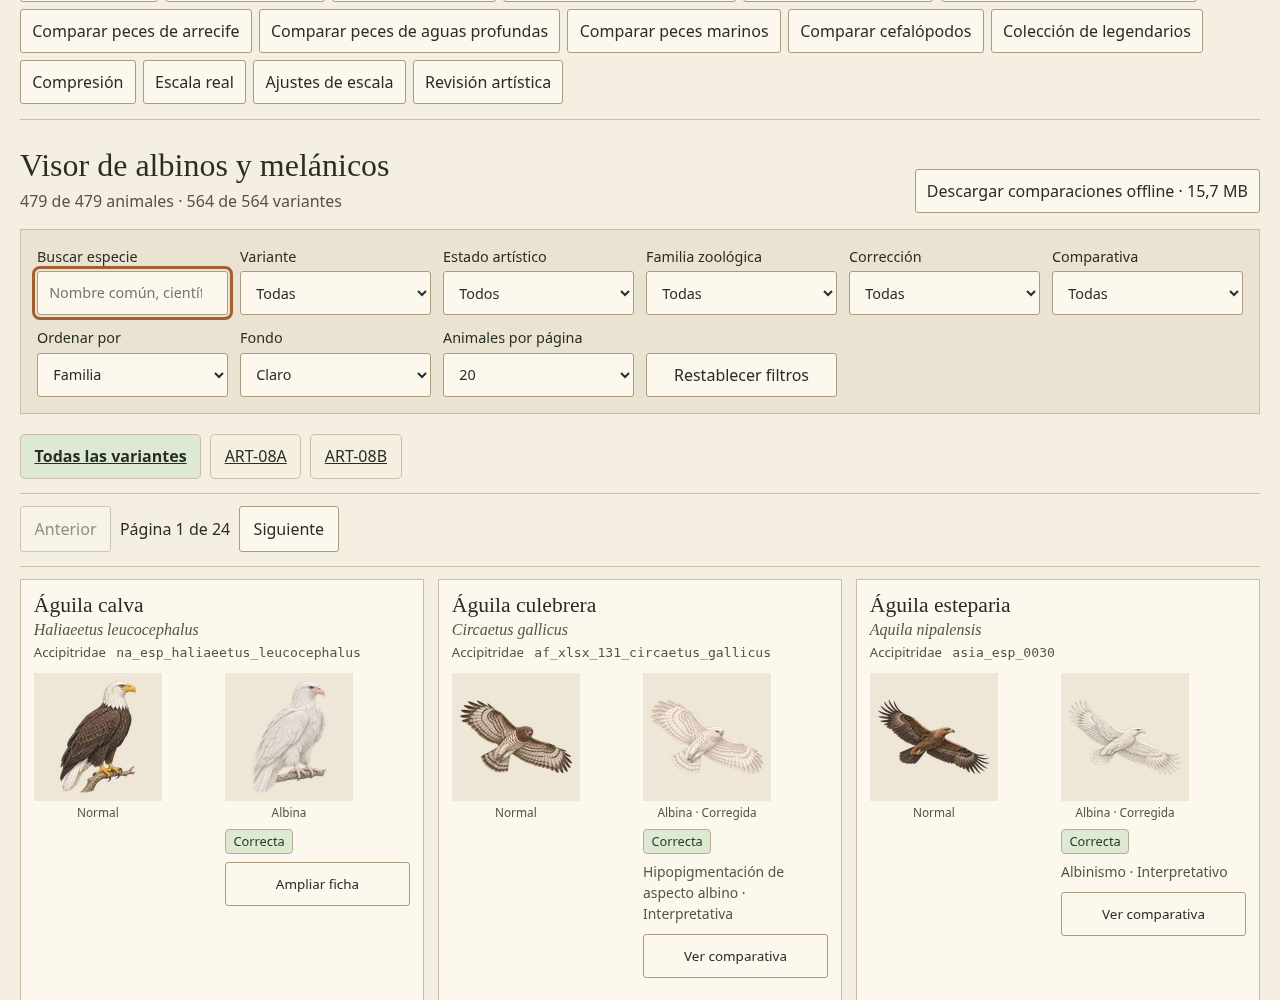 Comparar peces de arrecife
Comparar peces de aguas profundas
Comparar peces marinos
Comparar cefalópodos
Colección de legendarios
Compresión
Escala real
Ajustes de escala
Revisión artística
Visor de albinos y melánicos
479 de 479 animales · 564 de 564 variantes
Descargar comparaciones offline · 15,7 MB
Buscar especie
Variante
Estado artístico
Familia zoológica
Corrección
Comparativa
Nombre común, científ
Todas
Todos
Todas
Todas
Todas
Ordenar por
Fondo
Animales por página
Familia
Claro
20
Restablecer filtros
Todas las variantes
ART-08A
ART-08B
Anterior
Página 1 de 24
Siguiente
Águila calva
Haliaeetus leucocephalus
Accipitridae na_esp_haliaeetus_leucocephalus
Normal
Albina
Correcta
Ampliar ficha
Águila culebrera
Circaetus gallicus
Accipitridae af_xlsx_131_circaetus_gallicus
Normal
Albina · Corregida
Correcta
Hipopigmentación de
aspecto albino ·
Interpretativa
Ver comparativa
Águila esteparia
Aquila nipalensis
Accipitridae asia_esp_0030
Normal
Albina · Corregida
Correcta
Albinismo · Interpretativo
Ver comparativa